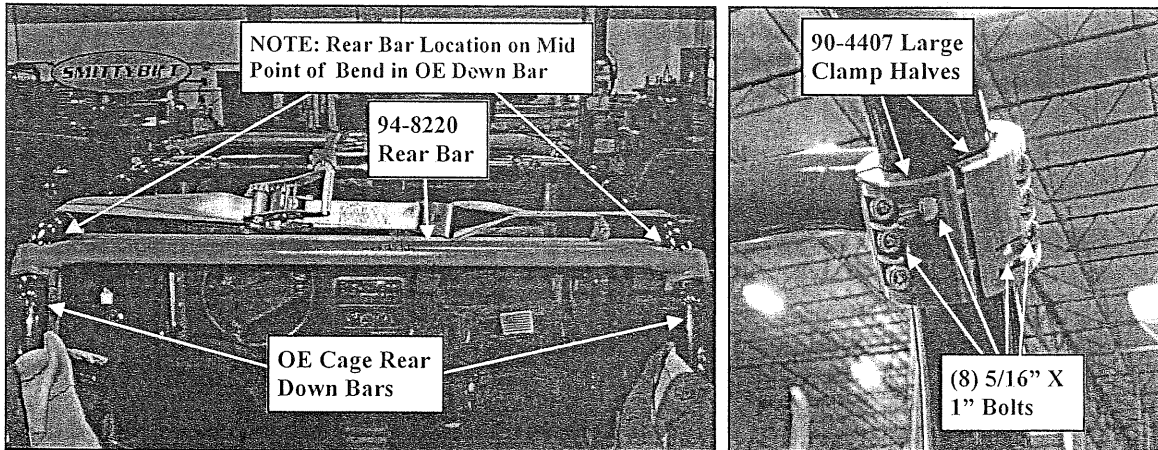 NOTE: Rear Bar Location on Mid
Point of Bend in OE Down Bar
SMITTYBILT
94-8220
Rear Bar
OE Cage Rear
Down Bars
90-4407 Large
Clamp Halves
(8) 5/16” X
1” Bolts